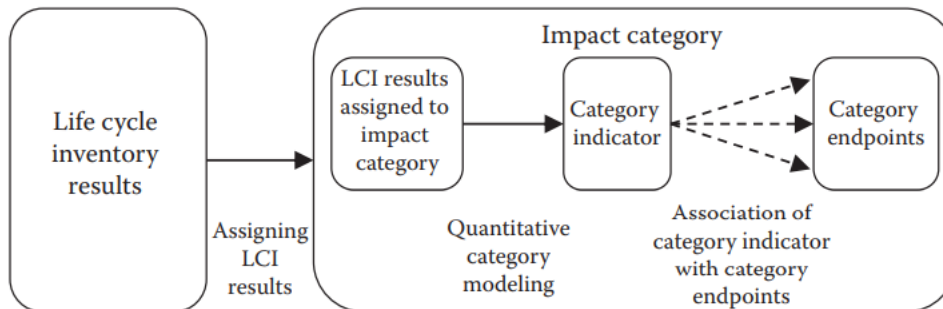 Impact category
Life cycle
inventory
results
Assigning
LCI
results
LCI results
assigned to
impact
category
Quantitative
category
modeling
Category
indicator
Association of
category indicator
with category
endpoints
Category
endpoints